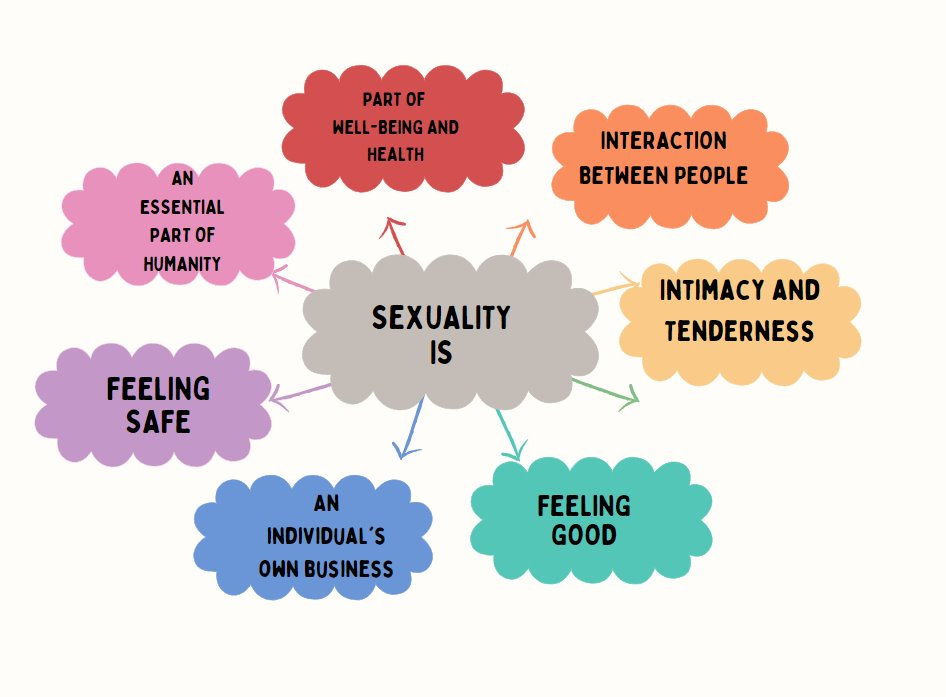 PART OF
WELL-BEING AND
HEALTH
INTERACTION
BETWEEN PEOPLE
AN
ESSENTIAL
PART OF
HUMANITY
SEXUALITY
IS
INTIMACY AND
TENDERNESS
FEELING
SAFE
AN
INDIVIDUAL'S
OWN BUSINESS
FEELING
GOOD